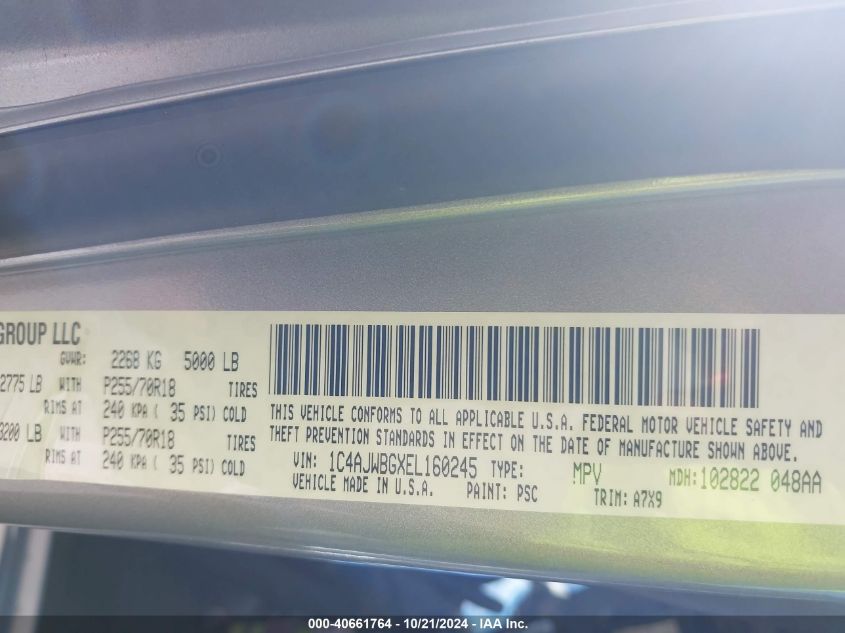 GROUP LLC
GVWR: 2268 KG 5000 LB
2775 LB WITH P255/70R18 TIRES
RIMS AT 240 KPA ( 35 PSI) COLD
3200 LB WITH P255/70R18 TIRES
RIMS AT 240 KPA ( 35 PSI) COLD
THIS VEHICLE CONFORMS TO ALL APPLICABLE U.S.A. FEDERAL MOTOR VEHICLE SAFETY AND
THEFT PREVENTION STANDARDS IN EFFECT ON THE DATE OF MANUFACTURE SHOWN ABOVE.
VIN: 1C4AJWBGXEL160245 TYPE: MPV MDH:102822 048AA
VEHICLE MADE IN U.S.A. PAINT: PSC TRIM: A7X9
000-40661764 - 10/21/2024 - IAA Inc.